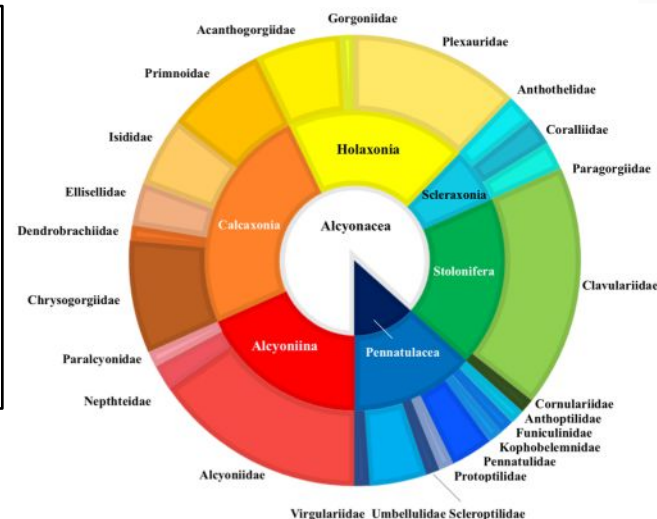 Gorgoniidae
Acanthogorgiidae
Plexauridae
Primnoidae
Anthothelidae
Coralliidae
Isididae
Holaxonia
Paragorgiidae
Ellisellidae
Scleraxonia
Calcaxonia
Alcyonacea
Dendrobrachiidae
Stolonifera
Clavulariidae
Chrysogorgiidae
Alcyoniina
Pennatulacea
Paralcyonidae
Nephteidae
Cornulariidae
Anthoptilidae
Funiculinidae
Kophobelemnidae
Pennatulidae
Alcyoniidae
Protoptilidae
Virgulariidae Umbellulidae Scleroptilidae